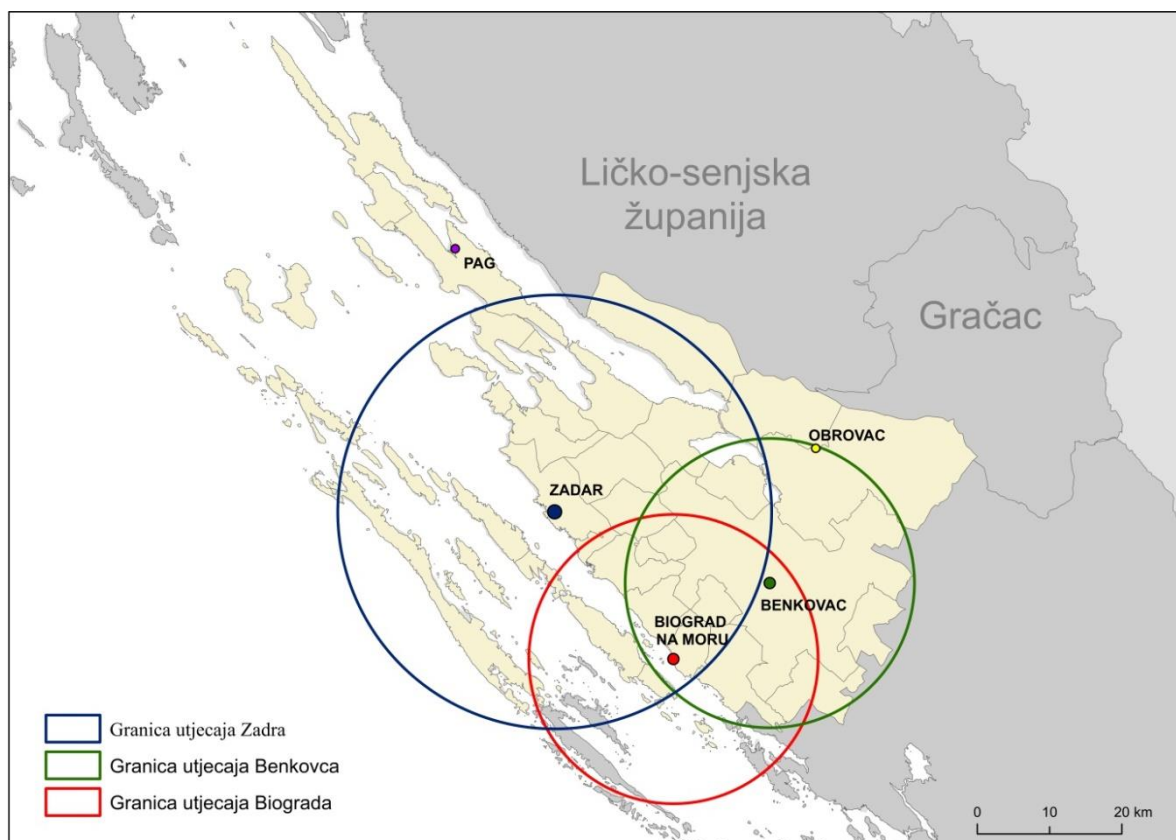 Ličko-senjska
županija
PAG
Gračac
OBROVAC
ZADAR
BENKOVAC
BIOGRAD
NA MORU
Granica utjecaja Zadra
Granica utjecaja Benkovca
Granica utjecaja Biograda
0 10 20 km